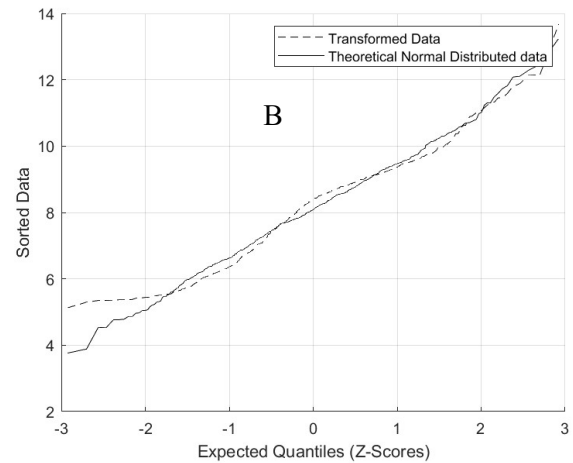 14
12
10
8
6
4
2
Sorted Data
Transformed Data
Theoretical Normal Distributed data
B
-3 -2 -1 0 1 2 3
Expected Quantiles (Z-Scores)